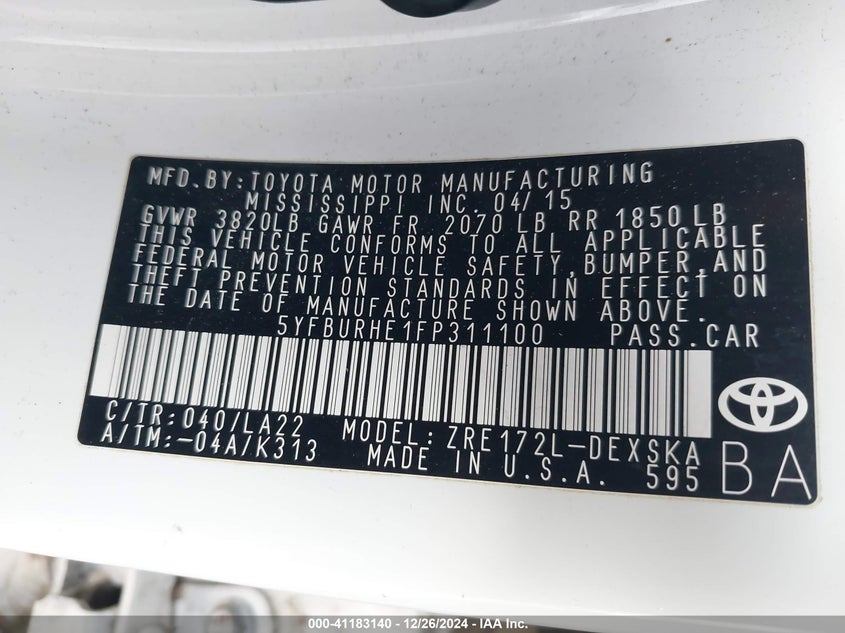 MFD.BY:TOYOTA MOTOR MANUFACTURING
MISSISSIPPI INC. 04/15
GVWR 3820LB GAWR FR 2070 LB RR 1850LB
THIS VEHICLE CONFORMS TO ALL APPLICABLE
FEDERAL MOTOR VEHICLE SAFETY,BUMPER,AND
THEFT PREVENTION STANDARDS IN EFFECT ON
THE DATE OF MANUFACTURE SHOWN ABOVE.
5YFBURHE1FP311100 PASS.CAR
C/TR:040/LA22 MODEL: ZRE172L-DEXSKA
A/TM:-04A/K313 MADE IN U.S.A. 595 BA
000-41183140 - 12/26/2024 - IAA Inc.